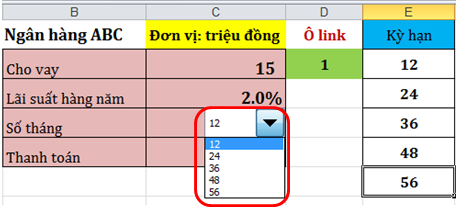 B C D E
Ngân hàng ABC Đơn vị: triệu đồng Ô link Kỳ hạn
Cho vay 15 1 12
Lãi suất hàng năm 2.0% 24
Số tháng 12 36
Thanh toán 48
56
12
24
36
48
56